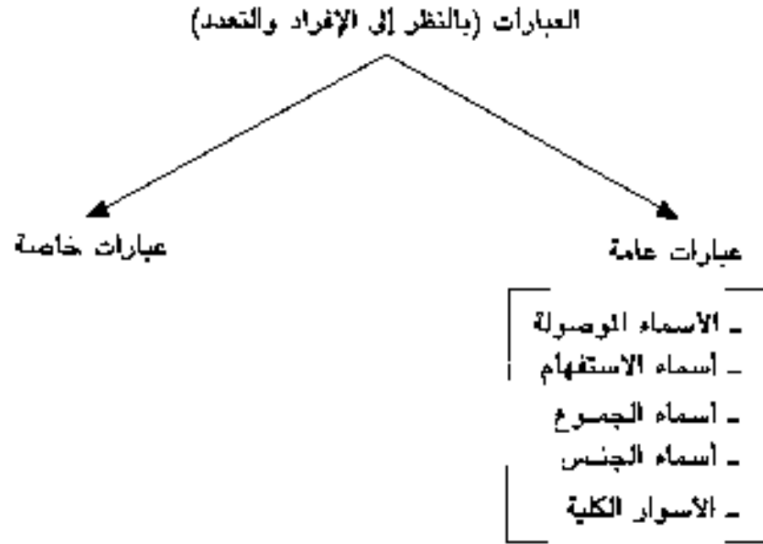 العبارات (بالنظر إلى الإفراد والتعدد)
عبارات عامة
عبارات خاصة
ـ الأسماء الموصولة
ـ أسماء الاستفهام
ـ أسماء الجموع
ـ أسماء الجنس
ـ الأسوار الكلية